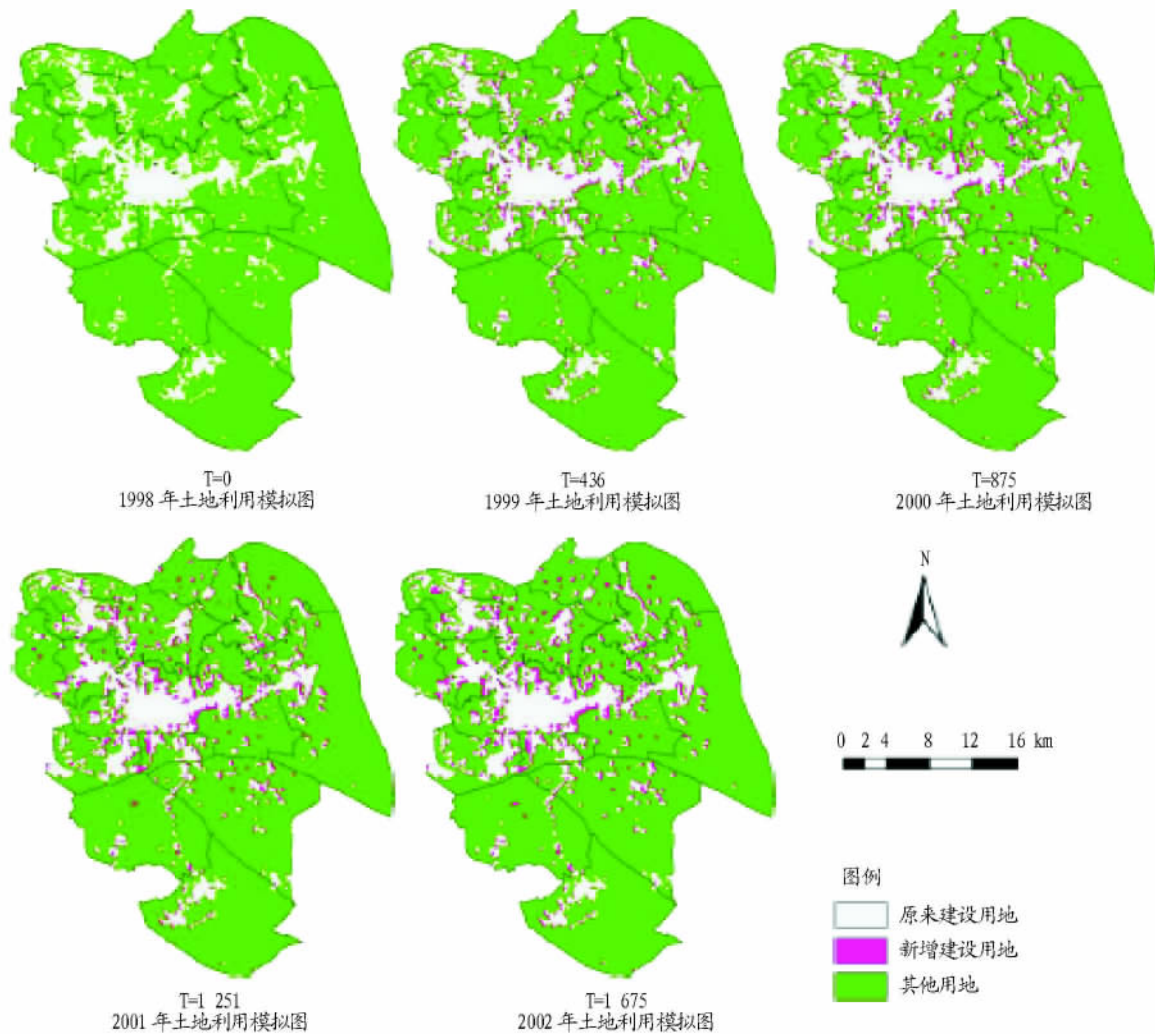 T=0
1998 年土地利用模拟图
T=436
1999 年土地利用模拟图
T=875
2000 年土地利用模拟图
T=1 251
2001 年土地利用模拟图
T=1 675
2002 年土地利用模拟图
N
0 2 4 8 12 16 km
图例
原来建设用地
新增建设用地
其他用地